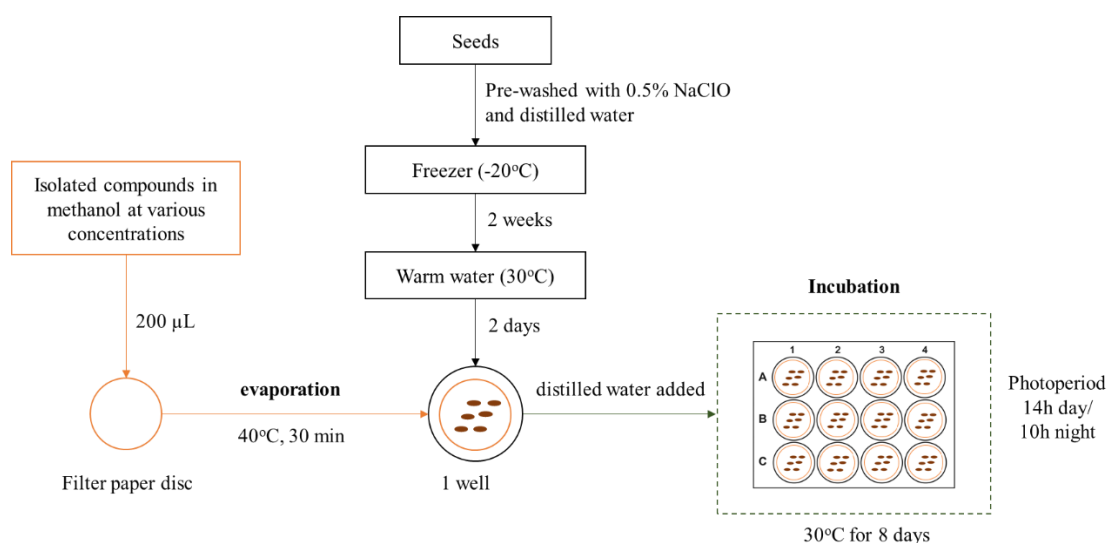 Seeds
Pre-washed with 0.5% NaClO
and distilled water
Freezer (-20°C)
2 weeks
Warm water (30°C)
2 days
Isolated compounds in
methanol at various
concentrations
200 µL
Filter paper disc
evaporation
40°C, 30 min
1 well
distilled water added
Incubation
1 2 3 4
A
B
C
30°C for 8 days
Photoperiod
14h day/
10h night